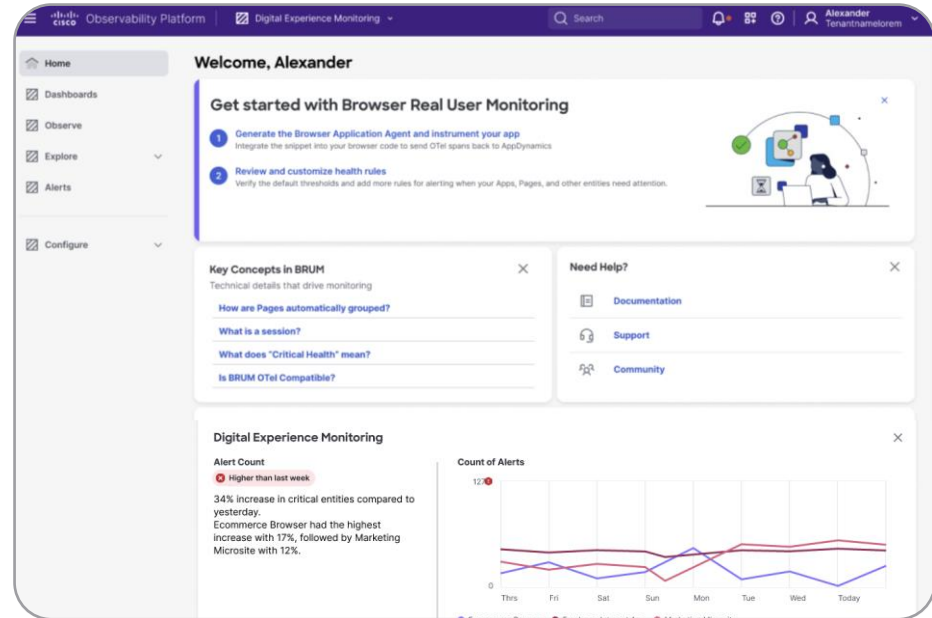 CISCO Observability Platform
Digital Experience Monitoring
Search
Alexander
Tenantnamelorem
Home
Dashboards
Observe
Explore
Alerts
Configure
Welcome, Alexander
Get started with Browser Real User Monitoring
1 Generate the Browser Application Agent and instrument your app
Integrate the snippet into your browser code to send OTel spans back to AppDynamics
2 Review and customize health rules
Verify the default thresholds and add more rules for alerting when your Apps, Pages, and other entities need attention.
Key Concepts in BRUM
Technical details that drive monitoring
How are Pages automatically grouped?
What is a session?
What does "Critical Health" mean?
Is BRUM OTel Compatible?
Need Help?
Documentation
Support
Community
Digital Experience Monitoring
Alert Count
Higher than last week
34% increase in critical entities compared to
yesterday.
Ecommerce Browser had the highest
increase with 17%, followed by Marketing
Microsite with 12%.
Count of Alerts
0
Thrs Fri Sat Sun Mon Tue Wed Today